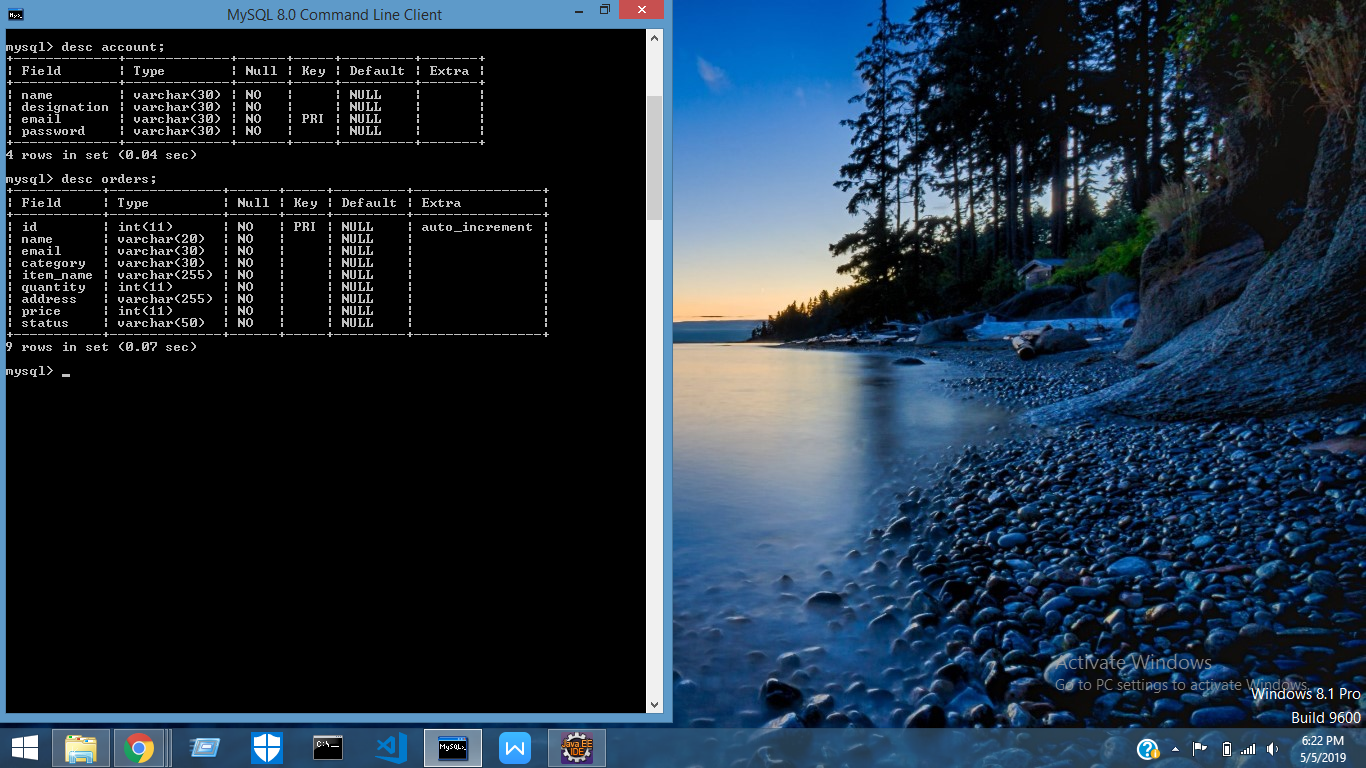 MySQL 8.0 Command Line Client
mysql> desc account;
+-------------+-------------+------+-----+---------+-------+
| Field       | Type        | Null | Key | Default | Extra |
+-------------+-------------+------+-----+---------+-------+
| name        | varchar(30) | NO   |     | NULL    |       |
| designation | varchar(30) | NO   |     | NULL    |       |
| email       | varchar(30) | NO   | PRI | NULL    |       |
| password    | varchar(30) | NO   |     | NULL    |       |
+-------------+-------------+------+-----+---------+-------+
4 rows in set (0.04 sec)
mysql> desc orders;
+-----------+--------------+------+-----+---------+----------------+
| Field     | Type         | Null | Key | Default | Extra          |
+-----------+--------------+------+-----+---------+----------------+
| id        | int(11)      | NO   | PRI | NULL    | auto_increment |
| name      | varchar(20)  | NO   |     | NULL    |                |
| email     | varchar(30)  | NO   |     | NULL    |                |
| category  | varchar(30)  | NO   |     | NULL    |                |
| item_name | varchar(255) | NO   |     | NULL    |                |
| quantity  | int(11)      | NO   |     | NULL    |                |
| address   | varchar(255) | NO   |     | NULL    |                |
| price     | int(11)      | NO   |     | NULL    |                |
| status    | varchar(50)  | NO   |     | NULL    |                |
+-----------+--------------+------+-----+---------+----------------+
9 rows in set (0.07 sec)
mysql> _
Activate Windows
Go to PC settings to activate Windows.
Windows 8.1 Pro
Build 9600
C:\_
MySQL
Java EE
IDE
6:22 PM
5/5/2019